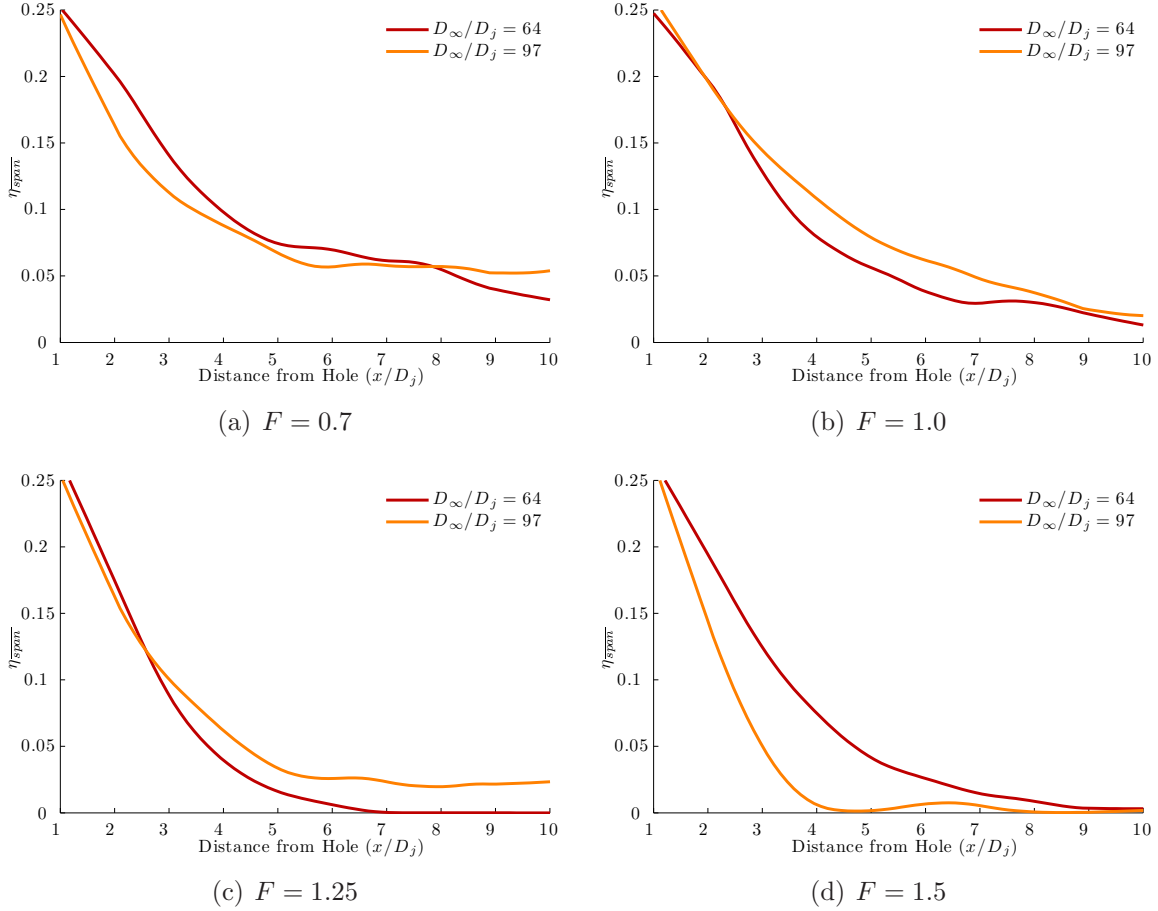 0.25
0.2
0.15
0.1
0.05
0
η_span
D∞/Dj = 64
D∞/Dj = 97
1 2 3 4 5 6 7 8 9 10
Distance from Hole (x/Dj)
(a) F = 0.7
0.25
0.2
0.15
0.1
0.05
0
η_span
D∞/Dj = 64
D∞/Dj = 97
1 2 3 4 5 6 7 8 9 10
Distance from Hole (x/Dj)
(b) F = 1.0
0.25
0.2
0.15
0.1
0.05
0
η_span
D∞/Dj = 64
D∞/Dj = 97
1 2 3 4 5 6 7 8 9 10
Distance from Hole (x/Dj)
(c) F = 1.25
0.25
0.2
0.15
0.1
0.05
0
η_span
D∞/Dj = 64
D∞/Dj = 97
1 2 3 4 5 6 7 8 9 10
Distance from Hole (x/Dj)
(d) F = 1.5